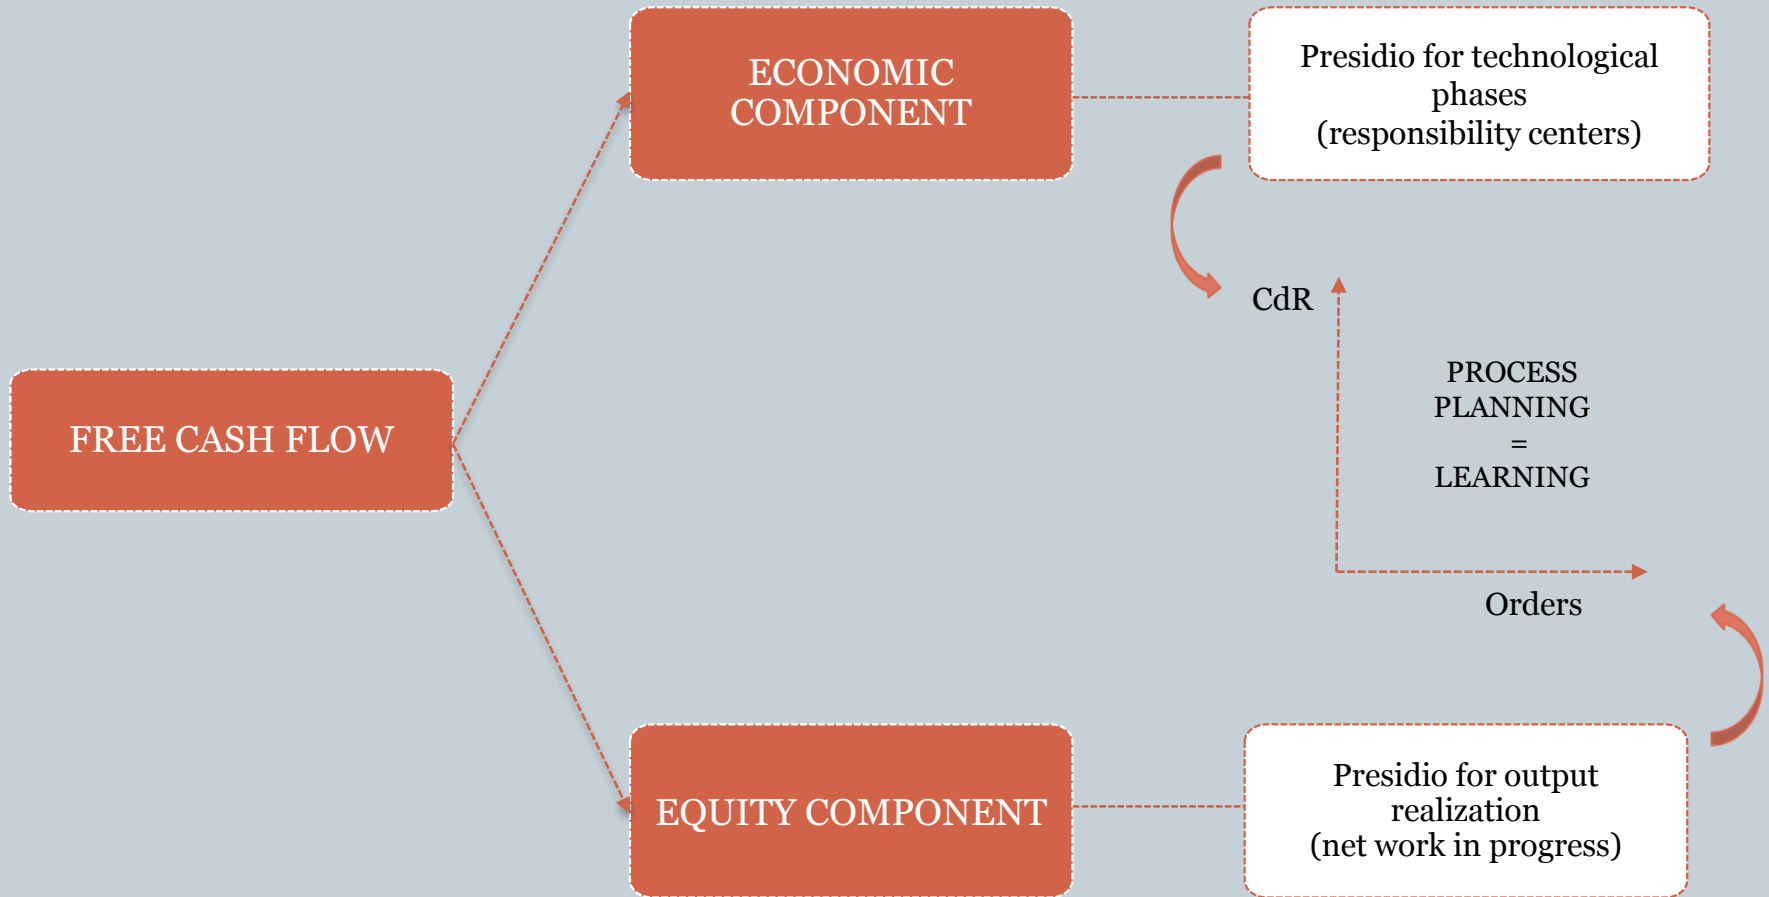 ECONOMIC
COMPONENT
Presidio for technological
phases
(responsibility centers)
CdR
PROCESS
PLANNING
=
LEARNING
FREE CASH FLOW
Orders
EQUITY COMPONENT
Presidio for output
realization
(net work in progress)